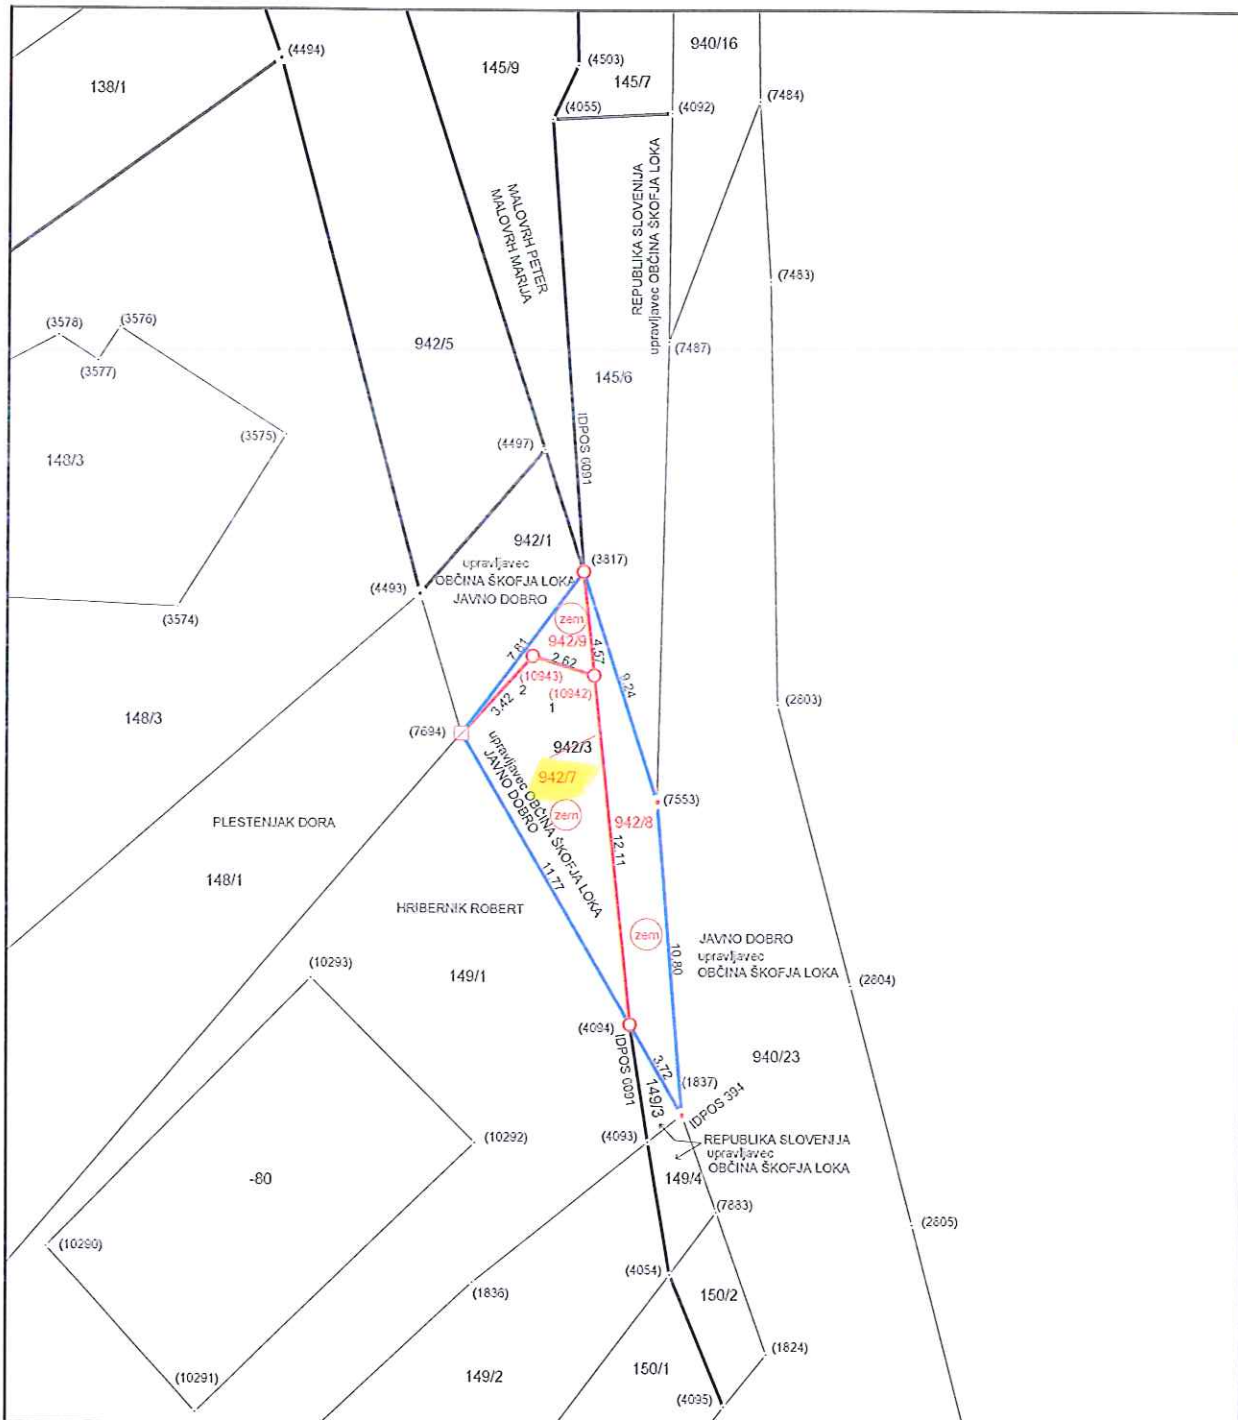 940/16
(4494)
145/9
(4503)
138/1
145/7
(4055)
(4092)
(7484)
MALOVRH PETER
MALOVRH MARIJA
REPUBLIKA SLOVENIJA
upravljavec OBČINA ŠKOFJA LOKA
(7483)
(3578)
(3576)
942/5
(7487)
(3577)
145/6
(3575)
(4497)
IDPOS 6091
148/3
942/1
(3817)
upravljavec
OBČINA ŠKOFJA LOKA
JAVNO DOBRO
(4493)
(3574)
zem
942/9
7.81
2.62
4.57
(10943)
2
(10942)
1
9.24
3.42
148/3
(7694)
(2803)
942/3
upravljavec OBČINA ŠKOFJA LOKA
JAVNO DOBRO
942/7
(7553)
zem
942/8
PLESTENJAK DORA
12.11
148/1
11.77
HRIBERNIK ROBERT
zem
JAVNO DOBRO
upravljavec
OBČINA ŠKOFJA LOKA
10.80
(10293)
149/1
(2804)
(4094)
IDPOS 6091
3.72
940/23
(1837)
149/3
IDPOS 394
(10292)
(4093)
REPUBLIKA SLOVENIJA
upravljavec
OBČINA ŠKOFJA LOKA
-80
149/4
(7883)
(2805)
(10290)
(4054)
(1836)
150/2
(1824)
149/2
150/1
(10291)
(4095)